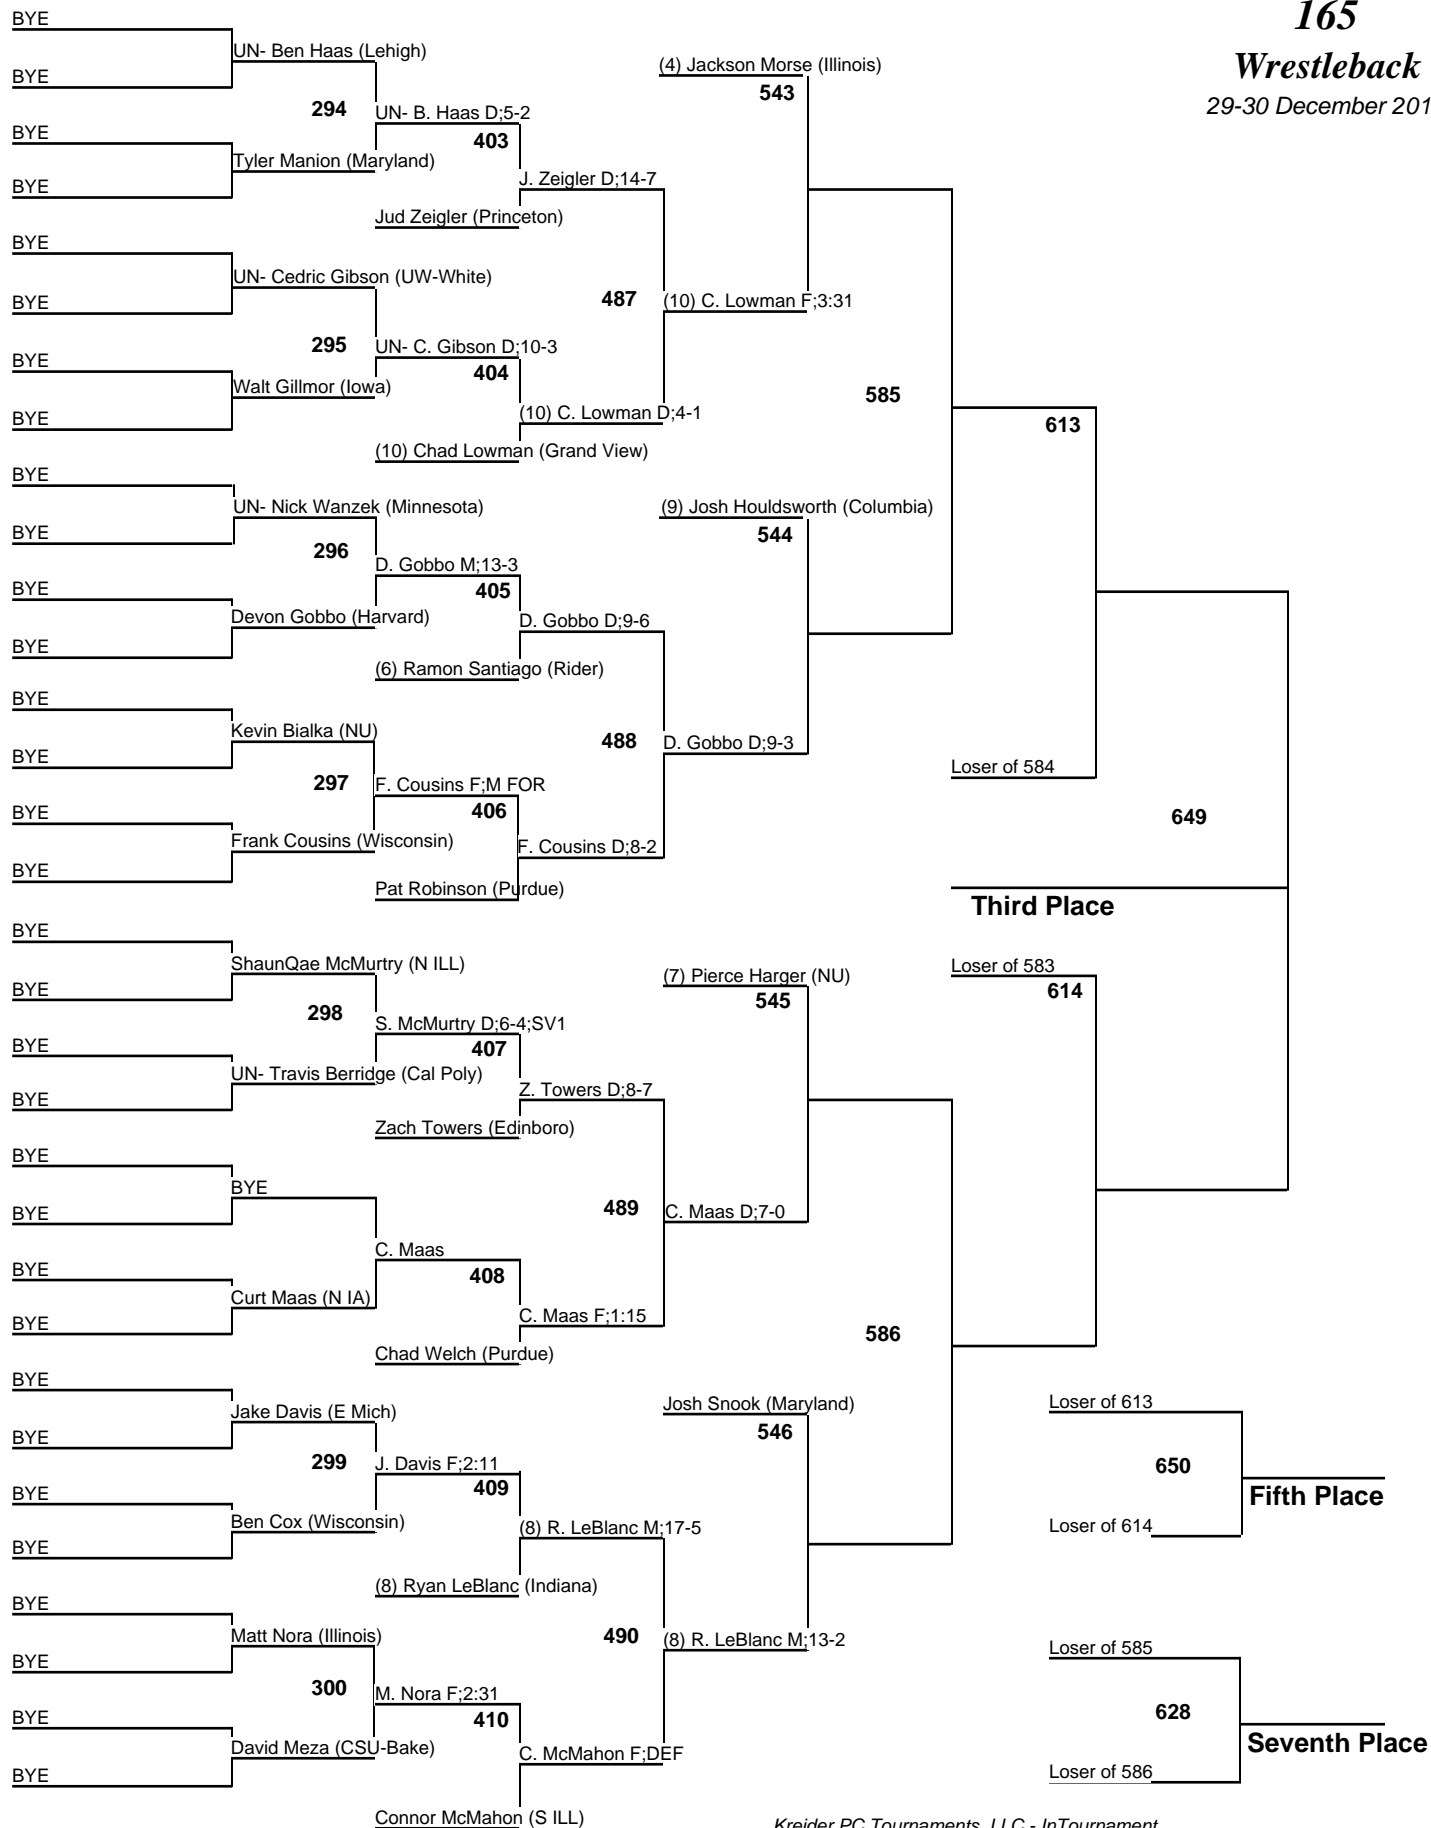 165
Wrestleback
29-30 December 201
BYE
UN- Ben Haas (Lehigh)
BYE
294
UN- B. Haas D;5-2
403
BYE
Tyler Manion (Maryland)
BYE
J. Zeigler D;14-7
Jud Zeigler (Princeton)
(4) Jackson Morse (Illinois)
543
BYE
UN- Cedric Gibson (UW-White)
BYE
487
(10) C. Lowman F;3:31
295
UN- C. Gibson D;10-3
BYE
404
Walt Gillmor (Iowa)
585
BYE
(10) C. Lowman D;4-1
613
(10) Chad Lowman (Grand View)
BYE
UN- Nick Wanzek (Minnesota)
(9) Josh Houldsworth (Columbia)
BYE
544
296
D. Gobbo M;13-3
BYE
405
Devon Gobbo (Harvard)
D. Gobbo D;9-6
BYE
(6) Ramon Santiago (Rider)
BYE
Kevin Bialka (NU)
488
D. Gobbo D;9-3
BYE
Loser of 584
297
F. Cousins F;M FOR
BYE
406
649
Frank Cousins (Wisconsin)
F. Cousins D;8-2
BYE
Pat Robinson (Purdue)
Third Place
BYE
ShaunQae McMurtry (N ILL)
Loser of 583
(7) Pierce Harger (NU)
BYE
614
545
298
S. McMurtry D;6-4;SV1
BYE
407
UN- Travis Berridge (Cal Poly)
Z. Towers D;8-7
BYE
Zach Towers (Edinboro)
BYE
BYE
489
C. Maas D;7-0
BYE
C. Maas
BYE
408
Curt Maas (N IA)
C. Maas F;1:15
BYE
586
Chad Welch (Purdue)
BYE
Jake Davis (E Mich)
Josh Snook (Maryland)
Loser of 613
BYE
546
299
J. Davis F;2:11
650
BYE
409
Fifth Place
Ben Cox (Wisconsin)
(8) R. LeBlanc M;17-5
Loser of 614
BYE
(8) Ryan LeBlanc (Indiana)
BYE
Matt Nora (Illinois)
490
(8) R. LeBlanc M;13-2
Loser of 585
BYE
300
M. Nora F;2:31
BYE
410
628
David Meza (CSU-Bake)
C. McMahon F;DEF
Seventh Place
BYE
Loser of 586
Connor McMahon (S ILL)
Kreider PC Tournaments, LLC - InTournament